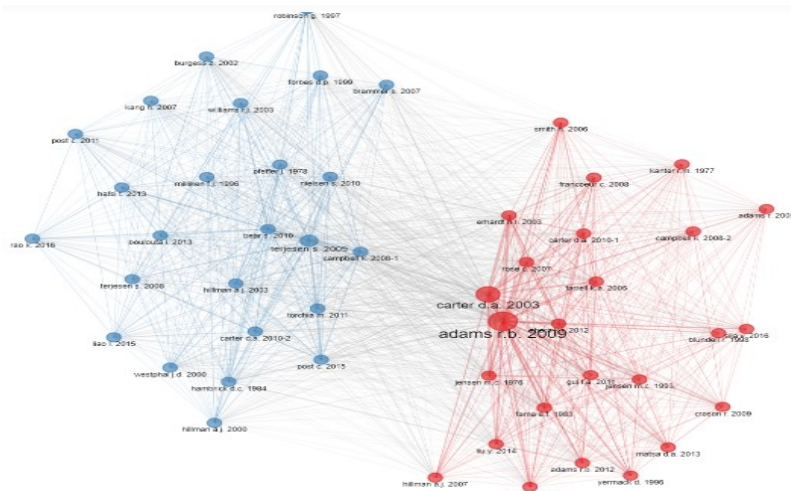 robinson g. 1997
burgess z. 2002
forbes d.p. 1999
brammer s. 2007
kang h. 2007
williams r.j. 2003
smith n. 2006
post c. 2011
pfeffer j. 1978
kanter r.m. 1977
milliken f.j. 1996
nielsen s. 2010
francoeur c. 2008
hafsi t. 2013
adams r. 200
erhardt n.l. 2003
bear s. 2010
campbell k. 2008-2
carter d.a. 2010-1
rao k. 2016
boulouta i. 2013
terjesen s. 2009
campbell k. 2008-1
rose c. 2007
terjesen s. 2008
hillman a.j. 2003
farrell k.a. 2005
carter d.a. 2003
torchia m. 2011
adams r.b. 2009
2012
blundell r. 1998
2016
carter d.a. 2010-2
liao l. 2015
post c. 2015
westphal j.d. 2000
jensen m.c. 1976
gul f.a. 2011
jensen m.c. 1993
hambrick d.c. 1984
croson r. 2009
fama e.f. 1983
hillman a.j. 2000
liu y. 2014
matsa d.a. 2013
adams r.b. 2012
hillman a.j. 2007
yermack d. 1996